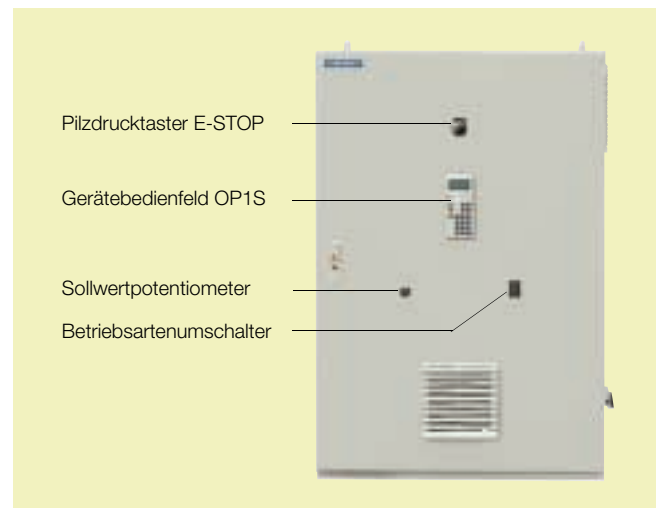 Pilzdrucktaster E-STOP
Gerätebedienfeld OP1S
Sollwertpotentiometer
Betriebsartenumschalter